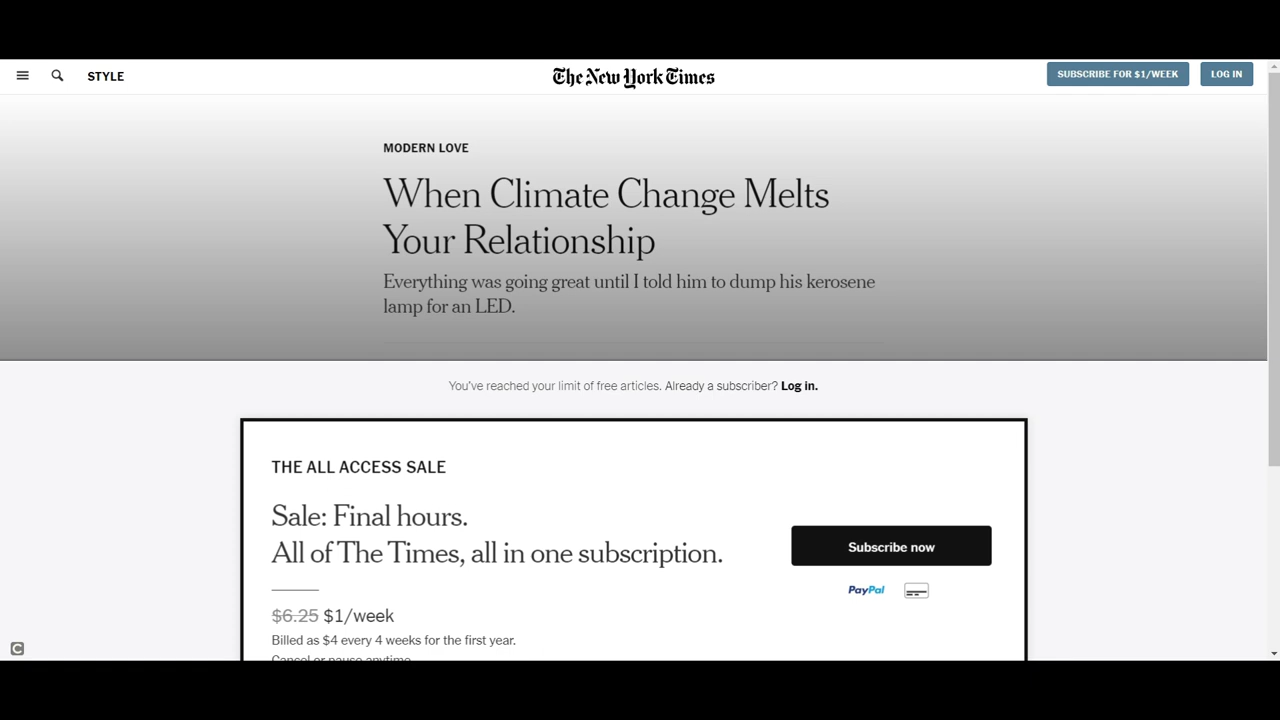 STYLE
The New York Times
SUBSCRIBE FOR $1/WEEK
LOG IN
MODERN LOVE
When Climate Change Melts
Your Relationship
Everything was going great until I told him to dump his kerosene
lamp for an LED.
You've reached your limit of free articles. Already a subscriber? Log in.
THE ALL ACCESS SALE
Sale: Final hours.
All of The Times, all in one subscription.
Subscribe now
PayPal
$6.25 $1/week
Billed as $4 every 4 weeks for the first year.
Cancel or pause anytime.
C